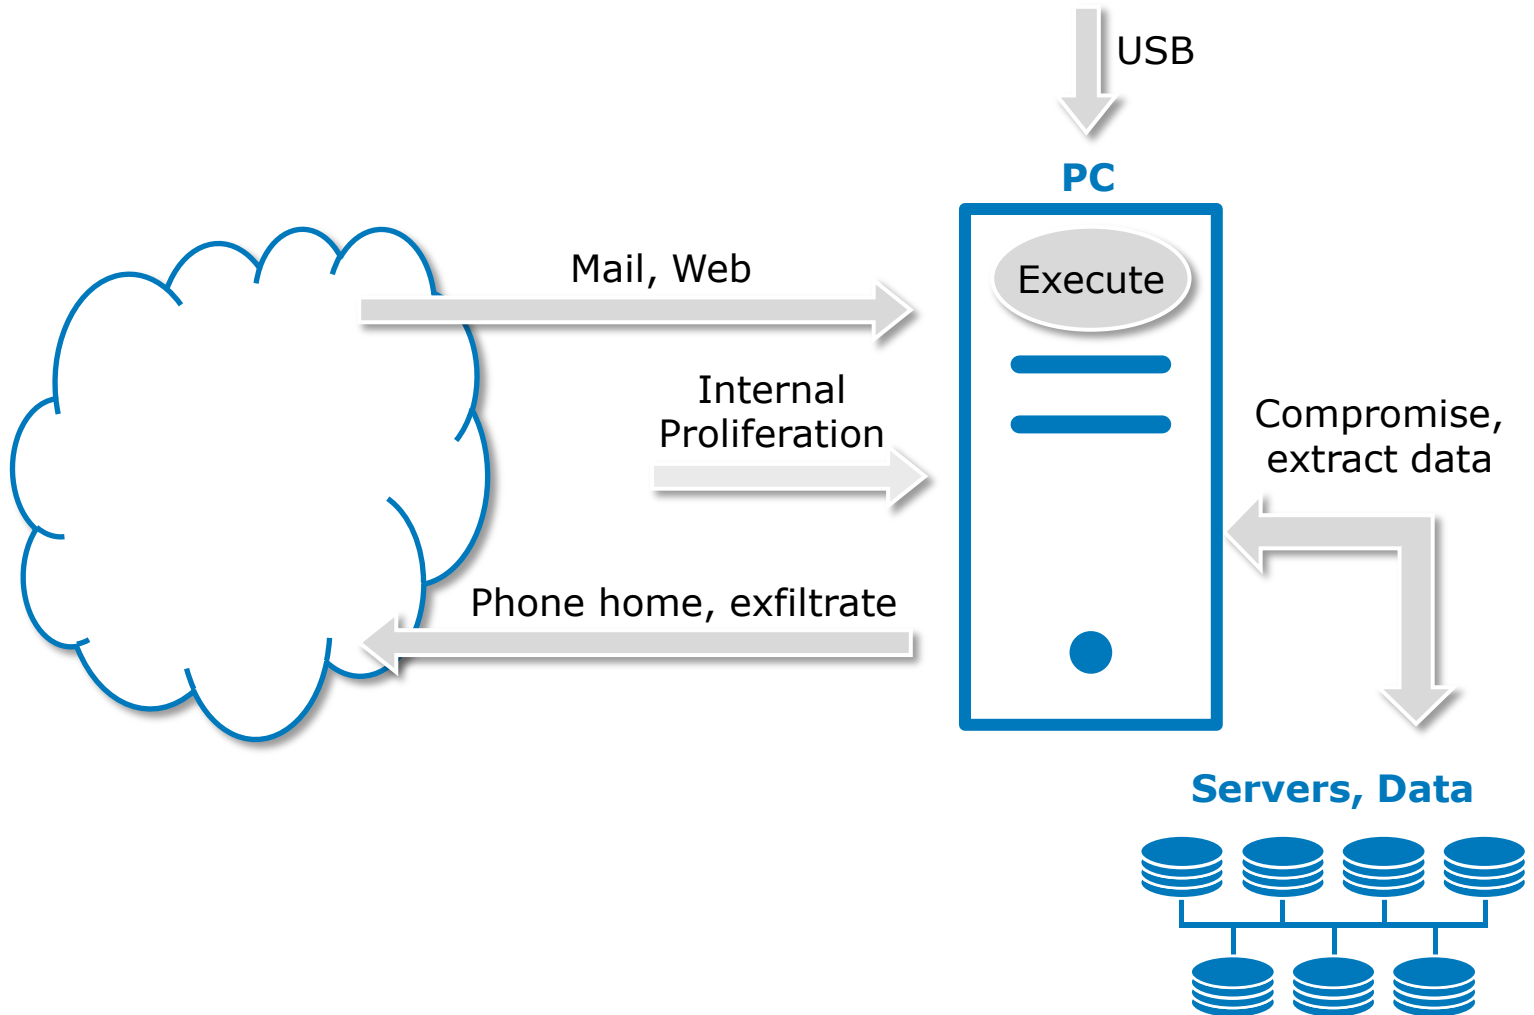 USB
PC
Mail, Web
Execute
Internal
Proliferation
Compromise,
extract data
Phone home, exfiltrate
Servers, Data